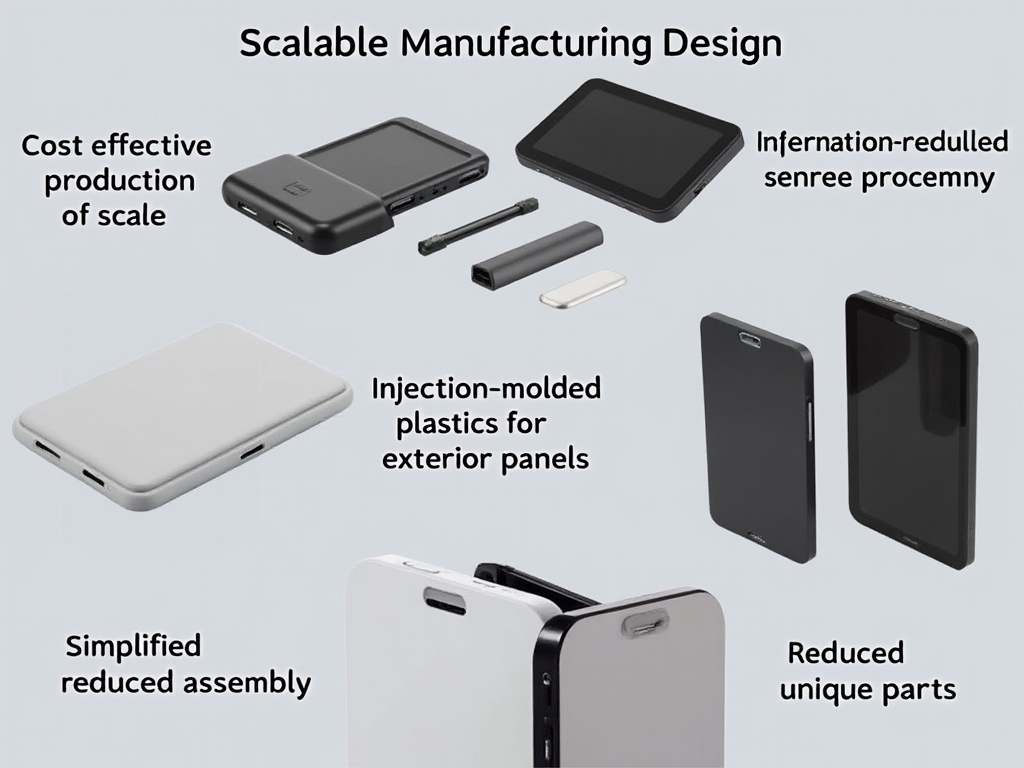 Scalable Manufacturing Design
Cost effective
production
of scale
Infernation-redulled
senree procemny
Injection-molded
plastics for
exterior panels
Simplified
reduced assembly
Reduced
unique parts